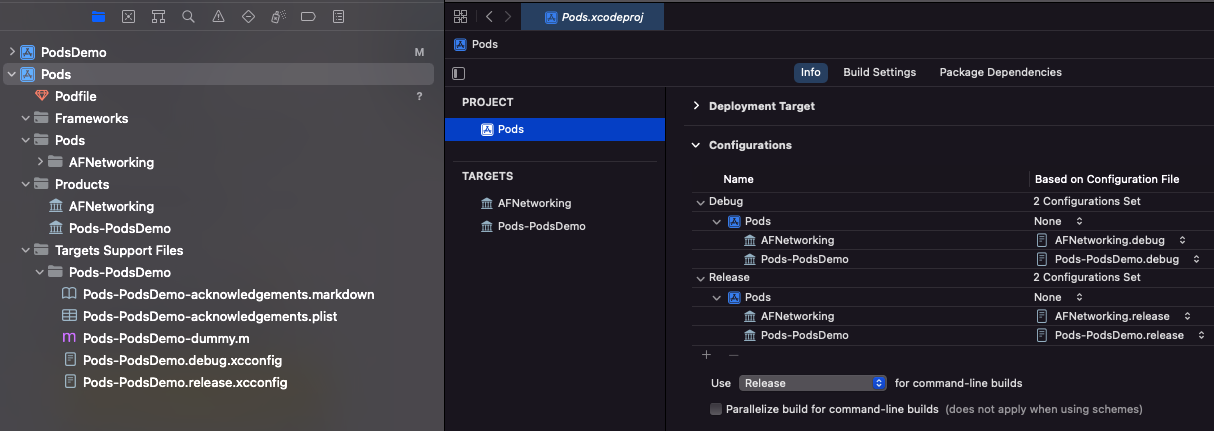 PodsDemo M
Pods
Podfile ?
Frameworks
Pods
AFNetworking
Products
AFNetworking
Pods-PodsDemo
Targets Support Files
Pods-PodsDemo
Pods-PodsDemo-acknowledgements.markdown
Pods-PodsDemo-acknowledgements.plist
Pods-PodsDemo-dummy.m
Pods-PodsDemo.debug.xcconfig
Pods-PodsDemo.release.xcconfig
Pods.xcodeproj
Pods
Info Build Settings Package Dependencies
PROJECT
Pods
TARGETS
AFNetworking
Pods-PodsDemo
Deployment Target
Configurations
Name Based on Configuration File
Debug 2 Configurations Set
Pods None
AFNetworking AFNetworking.debug
Pods-PodsDemo Pods-PodsDemo.debug
Release 2 Configurations Set
Pods None
AFNetworking AFNetworking.release
Pods-PodsDemo Pods-PodsDemo.release
Use Release for command-line builds
Parallelize build for command-line builds (does not apply when using schemes)